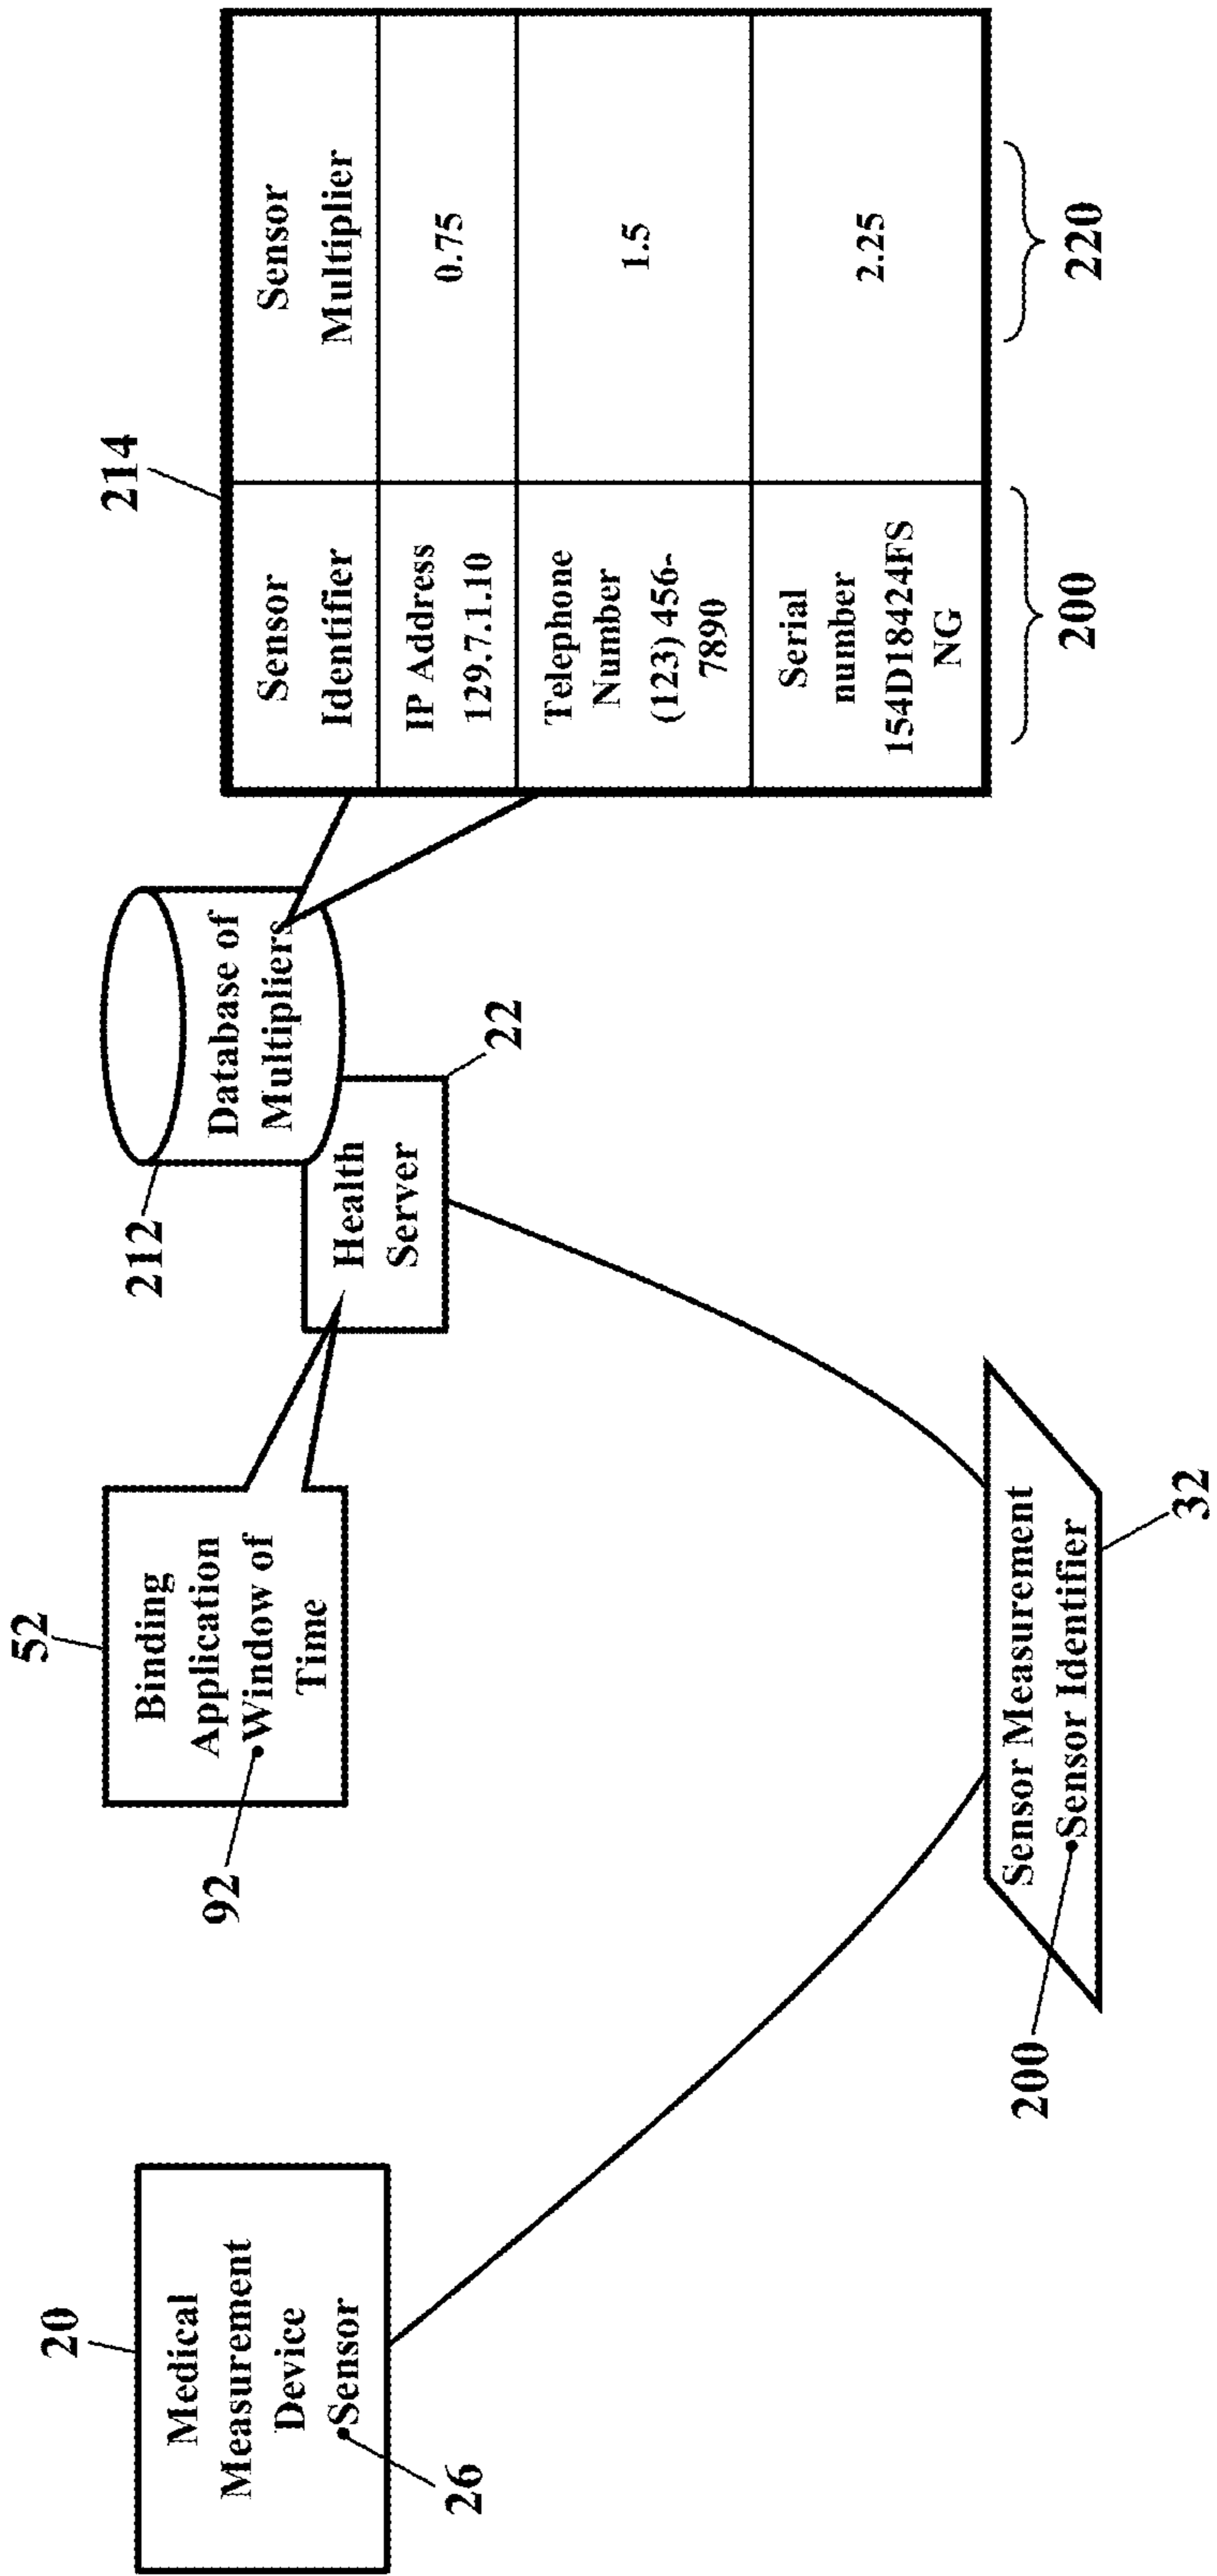 20
Medical
Measurement
Device
•Sensor
26
52
Binding
Application
•Window of
Time
92
212
Database of
Multipliers
Health
Server
22
Sensor Measurement
•Sensor Identifier
200
32
214
Sensor
Identifier
Sensor
Multiplier
IP Address
129.7.1.10
0.75
Telephone
Number
(123) 456-
7890
1.5
Serial
number
154D18424FS
NG
2.25
200
220